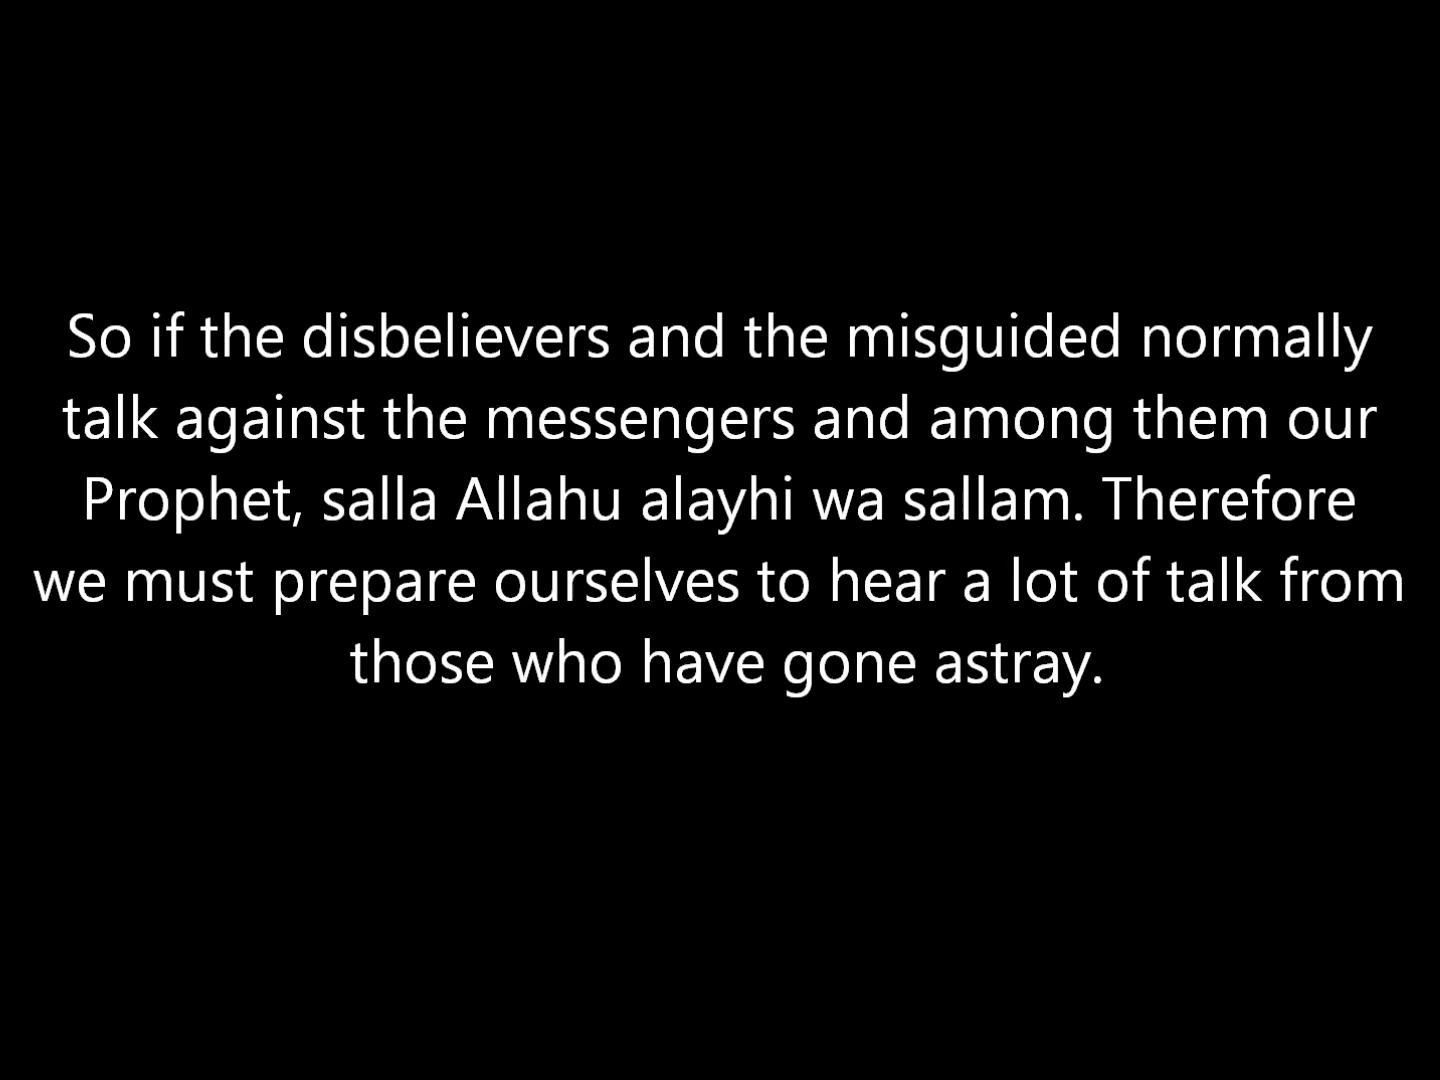 So if the disbelievers and the misguided normally
talk against the messengers and among them our
Prophet, salla Allahu alayhi wa sallam. Therefore
we must prepare ourselves to hear a lot of talk from
those who have gone astray.